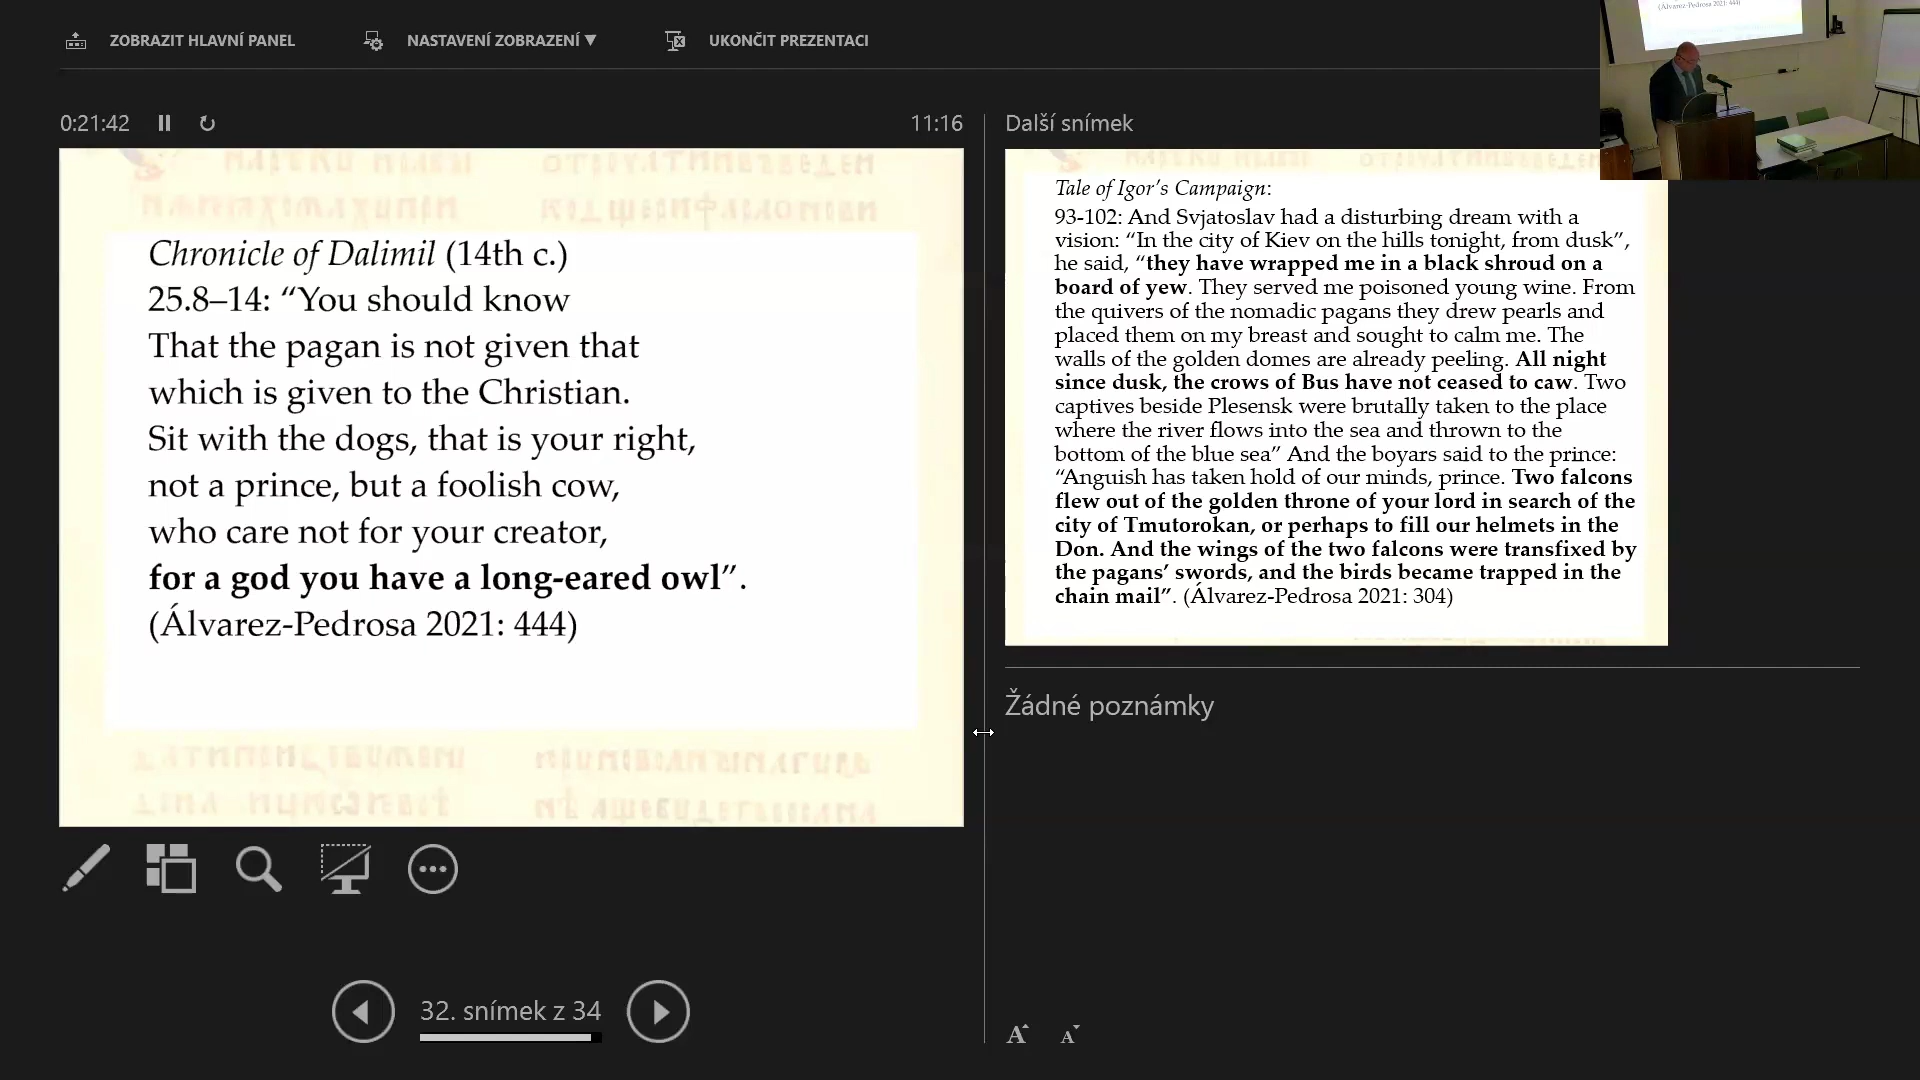 ZOBRAZIT HLAVNÍ PANEL
NASTAVENÍ ZOBRAZENÍ ▼
UKONČIT PREZENTACI
(Álvarez-Pedrosa 2021: 444)
0:21:42
11:16
Další snímek
Chronicle of Dalimil (14th c.)
25.8–14: “You should know
That the pagan is not given that
which is given to the Christian.
Sit with the dogs, that is your right,
not a prince, but a foolish cow,
who care not for your creator,
for a god you have a long-eared owl”.
(Álvarez-Pedrosa 2021: 444)
Tale of Igor’s Campaign:
93-102: And Svjatoslav had a disturbing dream with a
vision: “In the city of Kiev on the hills tonight, from dusk”,
he said, “they have wrapped me in a black shroud on a
board of yew. They served me poisoned young wine. From
the quivers of the nomadic pagans they drew pearls and
placed them on my breast and sought to calm me. The
walls of the golden domes are already peeling. All night
since dusk, the crows of Bus have not ceased to caw. Two
captives beside Plesensk were brutally taken to the place
where the river flows into the sea and thrown to the
bottom of the blue sea” And the boyars said to the prince:
“Anguish has taken hold of our minds, prince. Two falcons
flew out of the golden throne of your lord in search of the
city of Tmutorokan, or perhaps to fill our helmets in the
Don. And the wings of the two falcons were transfixed by
the pagans’ swords, and the birds became trapped in the
chain mail”. (Álvarez-Pedrosa 2021: 304)
Žádné poznámky
32. snímek z 34
A A